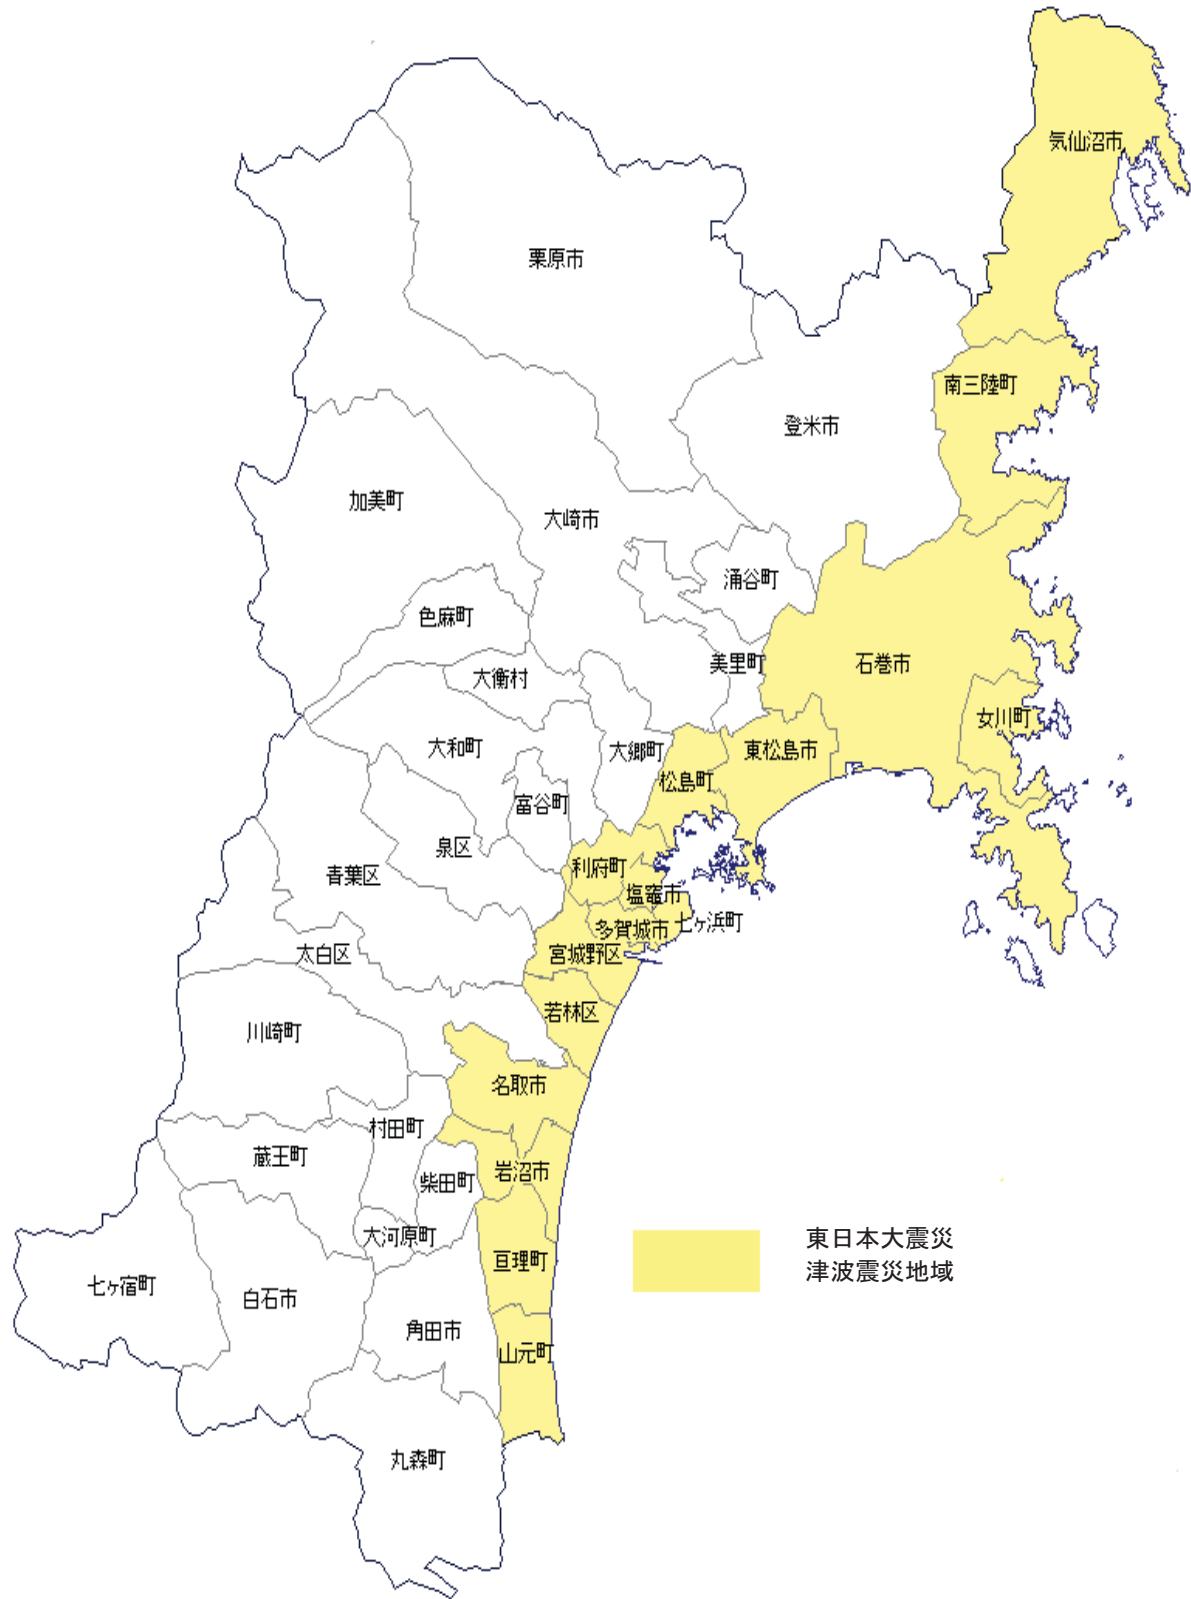 気仙沼市
栗原市
南三陸町
登米市
加美町
大崎市
涌谷町
色麻町
美里町
石巻市
大衡村
女川町
大和町
大郷町
東松島市
松島町
富谷町
泉区
青葉区
利府町
塩竈市
七ヶ浜町
多賀城市
宮城野区
太白区
若林区
川崎町
名取市
村田町
蔵王町
岩沼市
柴田町
大河原町
亘理町
七ヶ宿町
白石市
角田市
山元町
丸森町
東日本大震災
津波震災地域